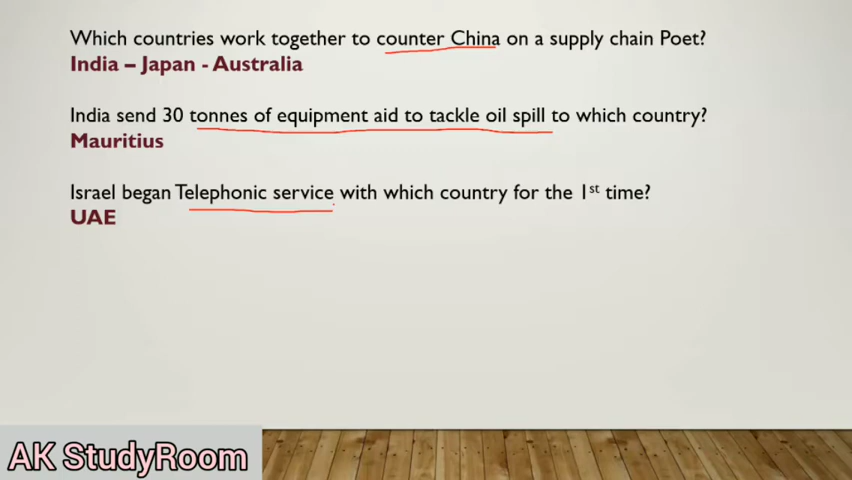 Which countries work together to counter China on a supply chain Poet?
India – Japan - Australia
India send 30 tonnes of equipment aid to tackle oil spill to which country?
Mauritius
Israel began Telephonic service with which country for the 1st time?
UAE
AK StudyRoom